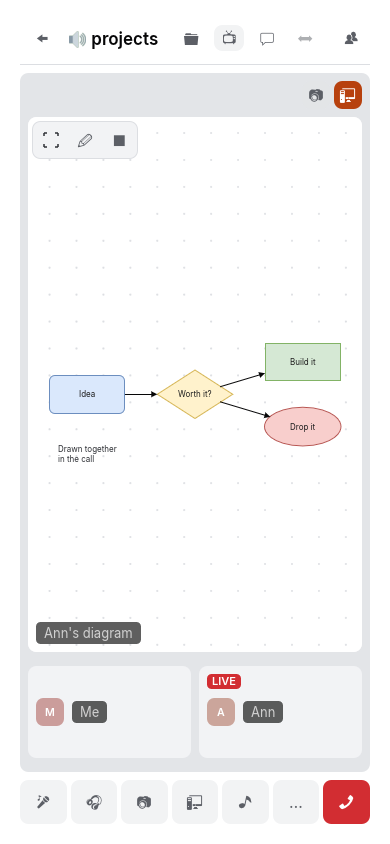 projects
Build it
Idea
Worth it?
Drop it
Drawn together
in the call
Ann's diagram
LIVE
M
Me
A
Ann
...